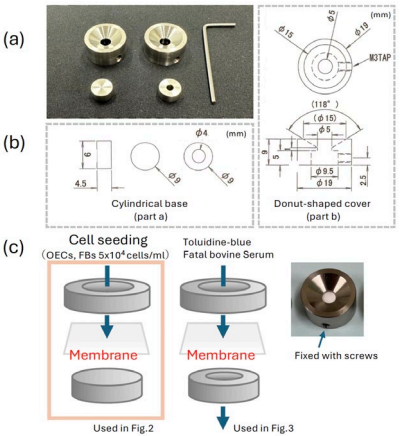 (a)
(mm)
φ5
φ15
φ19
M3TAP
(b)
(mm)
φ4
6
4.5
φ9
φ9
Cylindrical base
(part a)
(118°)
(φ15)
φ5
9
5
φ9.5
φ19
2.5
Donut-shaped cover
(part b)
(c)
Cell seeding
(OECs, FBs 5x10⁴cells/ml)
Toluidine-blue
Fatal bovine Serum
Membrane
Membrane
Fixed with screws
Used in Fig.2
Used in Fig.3